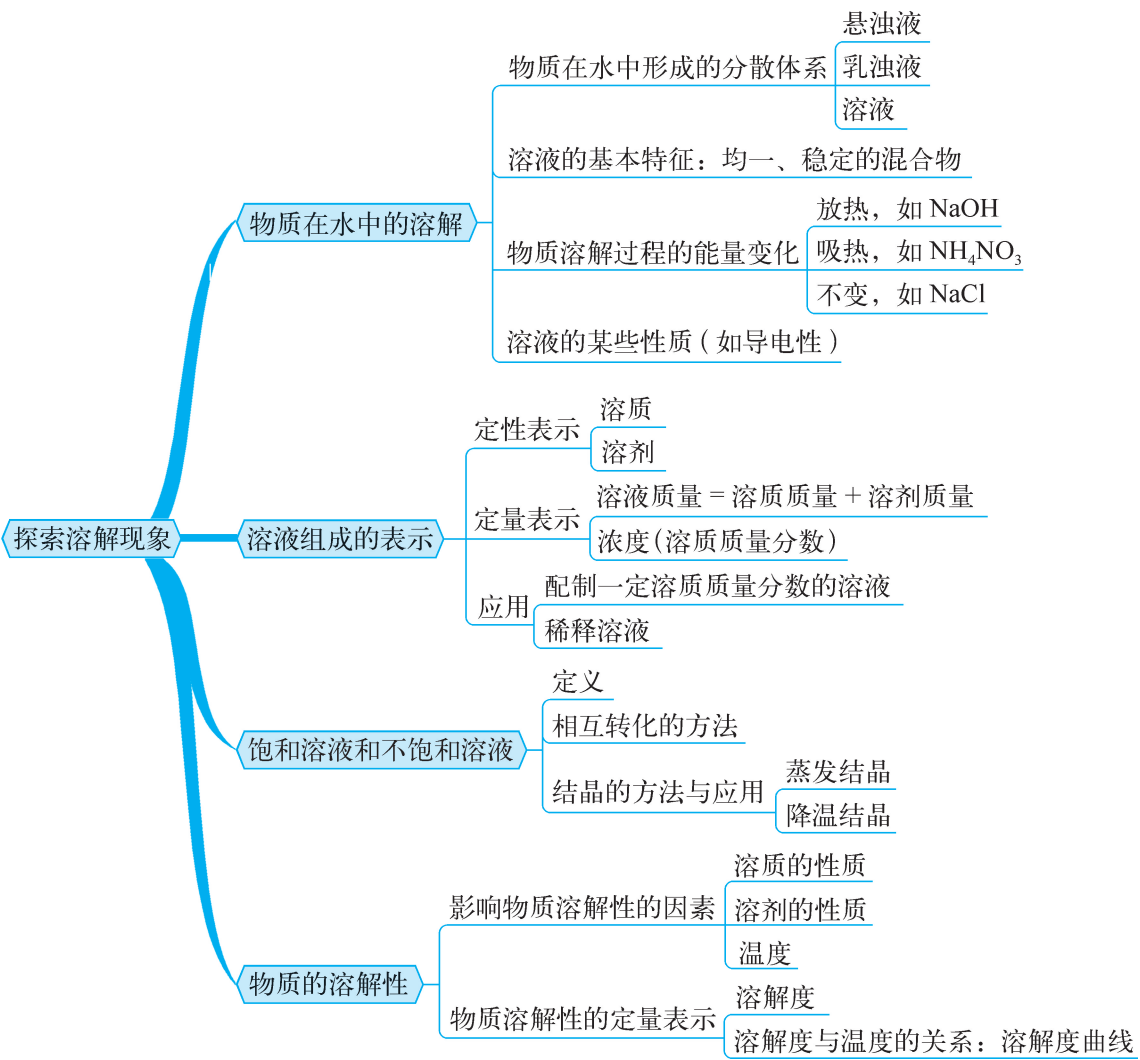 探索溶解现象
物质在水中的溶解
物质在水中形成的分散体系
悬浊液
乳浊液
溶液
溶液的基本特征：均一、稳定的混合物
物质溶解过程的能量变化
放热，如 NaOH
吸热，如 NH₄NO₃
不变，如 NaCl
溶液的某些性质（如导电性）
溶液组成的表示
定性表示
溶质
溶剂
定量表示
溶液质量 = 溶质质量 + 溶剂质量
浓度（溶质质量分数）
应用
配制一定溶质质量分数的溶液
稀释溶液
饱和溶液和不饱和溶液
定义
相互转化的方法
结晶的方法与应用
蒸发结晶
降温结晶
物质的溶解性
影响物质溶解性的因素
溶质的性质
溶剂的性质
温度
物质溶解性的定量表示
溶解度
溶解度与温度的关系：溶解度曲线